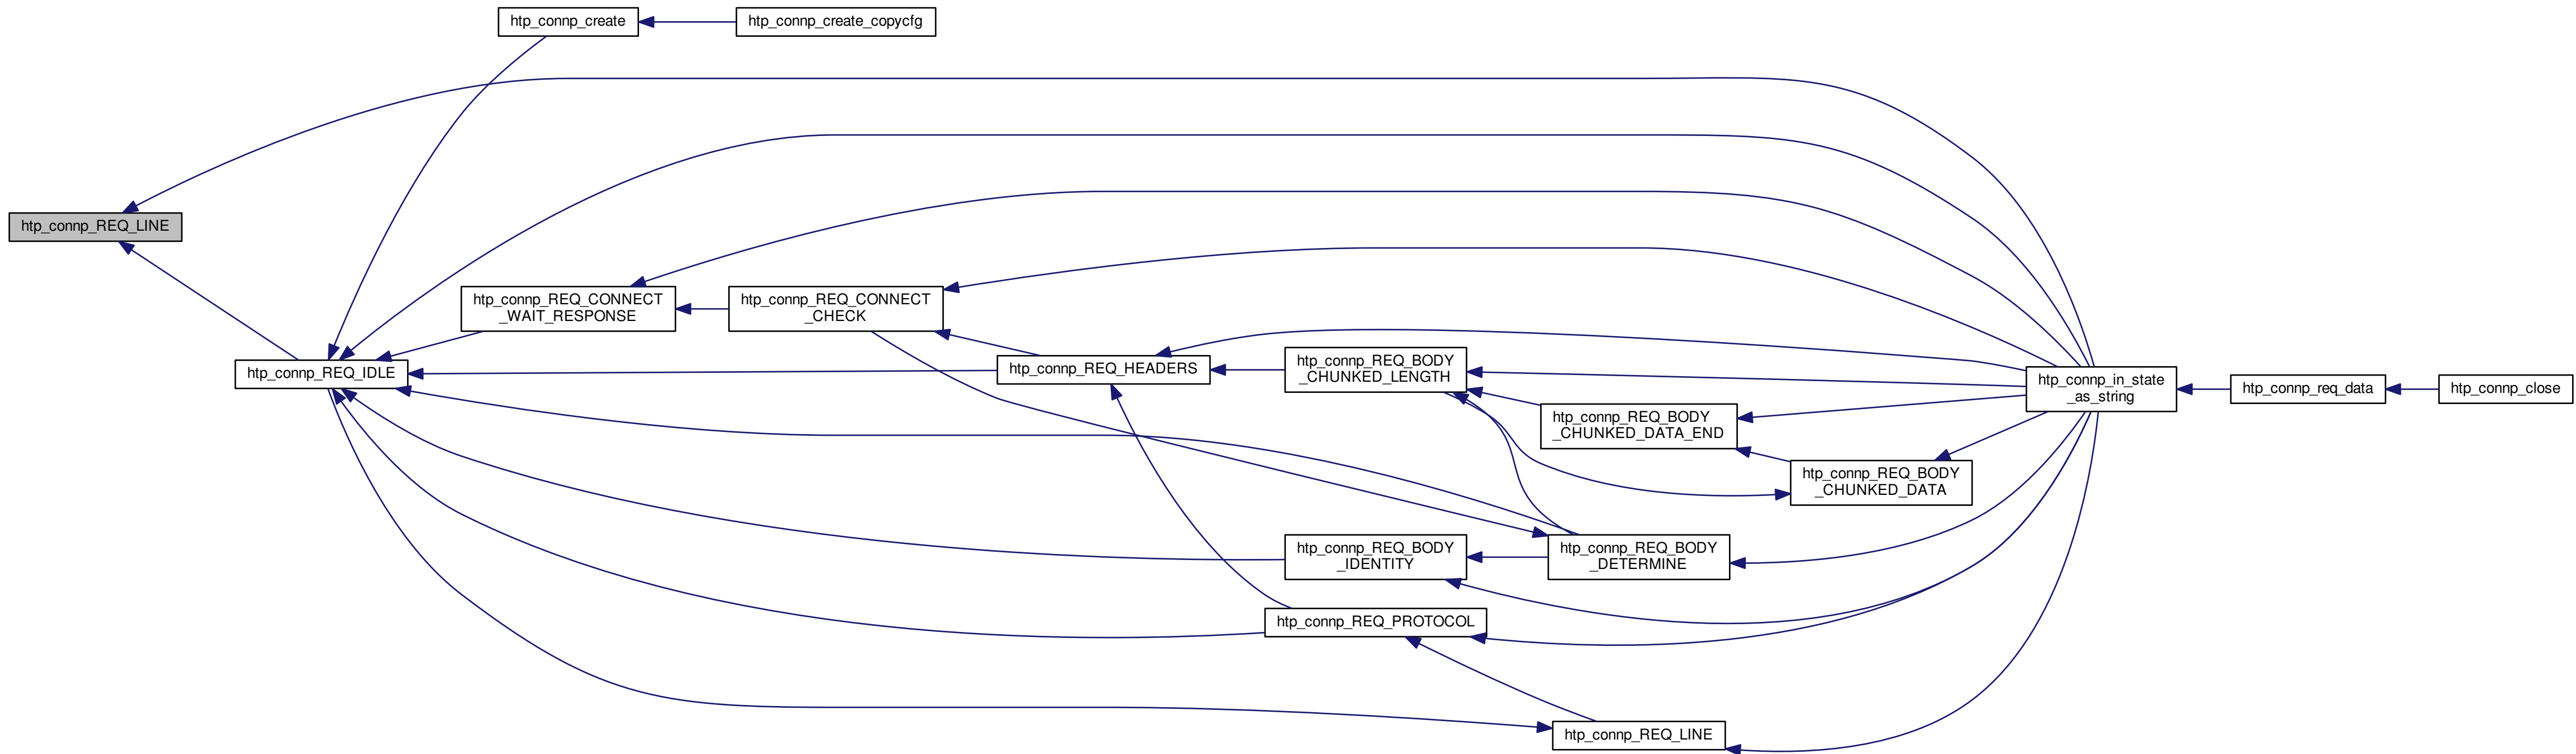 htp_connp_create
htp_connp_create_copycfg
htp_connp_REQ_LINE
htp_connp_REQ_CONNECT
_WAIT_RESPONSE
htp_connp_REQ_CONNECT
_CHECK
htp_connp_REQ_IDLE
htp_connp_REQ_HEADERS
htp_connp_REQ_BODY
_CHUNKED_LENGTH
htp_connp_in_state
_as_string
htp_connp_req_data
htp_connp_close
htp_connp_REQ_BODY
_CHUNKED_DATA_END
htp_connp_REQ_BODY
_CHUNKED_DATA
htp_connp_REQ_BODY
_IDENTITY
htp_connp_REQ_BODY
_DETERMINE
htp_connp_REQ_PROTOCOL
htp_connp_REQ_LINE